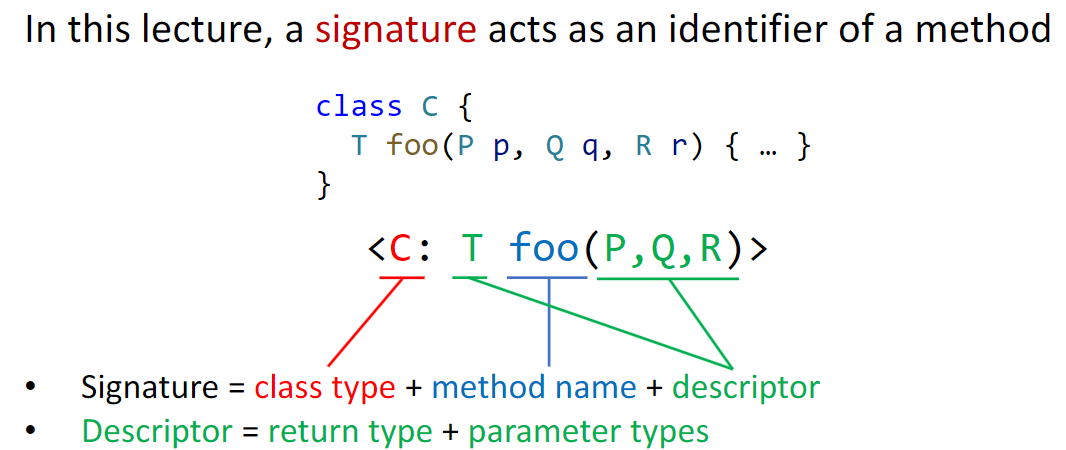 In this lecture, a signature acts as an identifier of a method
class C {
T foo(P p, Q q, R r) { … }
}
<C: T foo(P,Q,R)>
• Signature = class type + method name + descriptor
• Descriptor = return type + parameter types